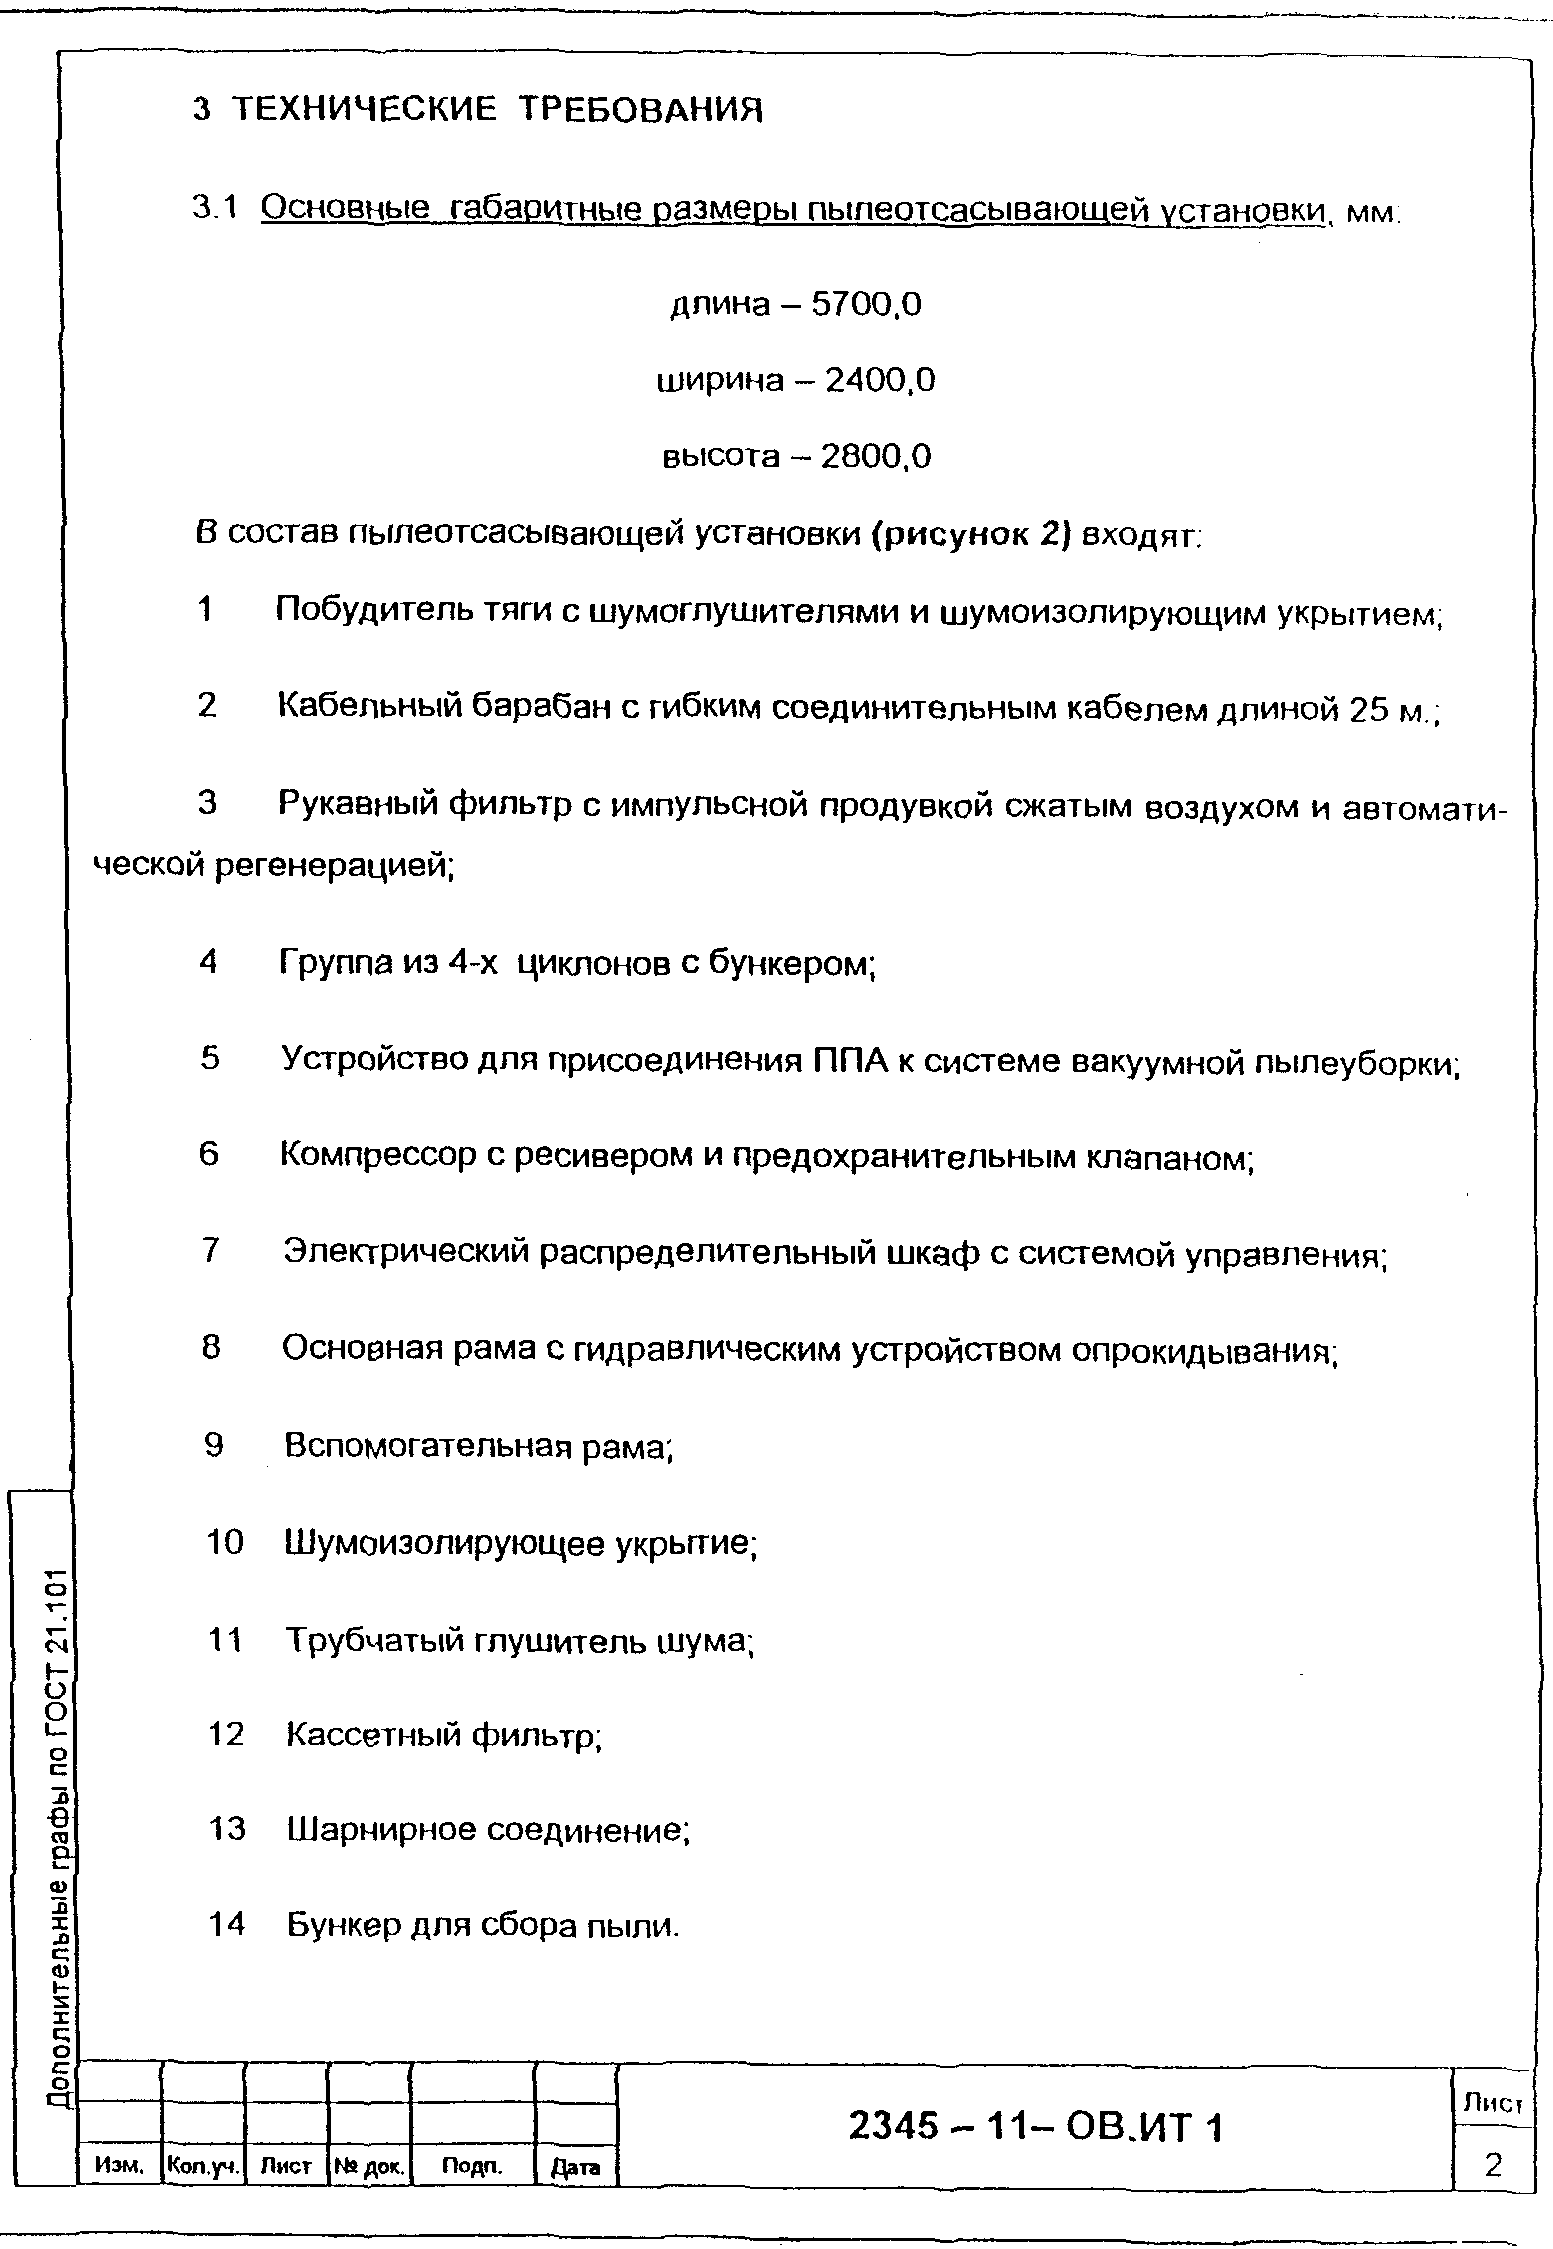 3 ТЕХНИЧЕСКИЕ ТРЕБОВАНИЯ
3.1 Основные габаритные размеры пылеотсасывающей установки, мм:
длина – 5700,0
ширина – 2400,0
высота – 2800,0
В состав пылеотсасывающей установки (рисунок 2) входят:
1 Побудитель тяги с шумоглушителями и шумоизолирующим укрытием;
2 Кабельный барабан с гибким соединительным кабелем длиной 25 м.;
3 Рукавный фильтр с импульсной продувкой сжатым воздухом и автомати-
ческой регенерацией;
4 Группа из 4-х циклонов с бункером;
5 Устройство для присоединения ППА к системе вакуумной пылеуборки;
6 Компрессор с ресивером и предохранительным клапаном;
7 Электрический распределительный шкаф с системой управления;
8 Основная рама с гидравлическим устройством опрокидывания;
9 Вспомогательная рама;
10 Шумоизолирующее укрытие;
11 Трубчатый глушитель шума;
12 Кассетный фильтр;
13 Шарнирное соединение;
14 Бункер для сбора пыли.
Дополнительные графы по ГОСТ 21.101
Изм. Кол.уч. Лист № док. Подп. Дата
2345 – 11– ОВ.ИТ 1
Лист
2